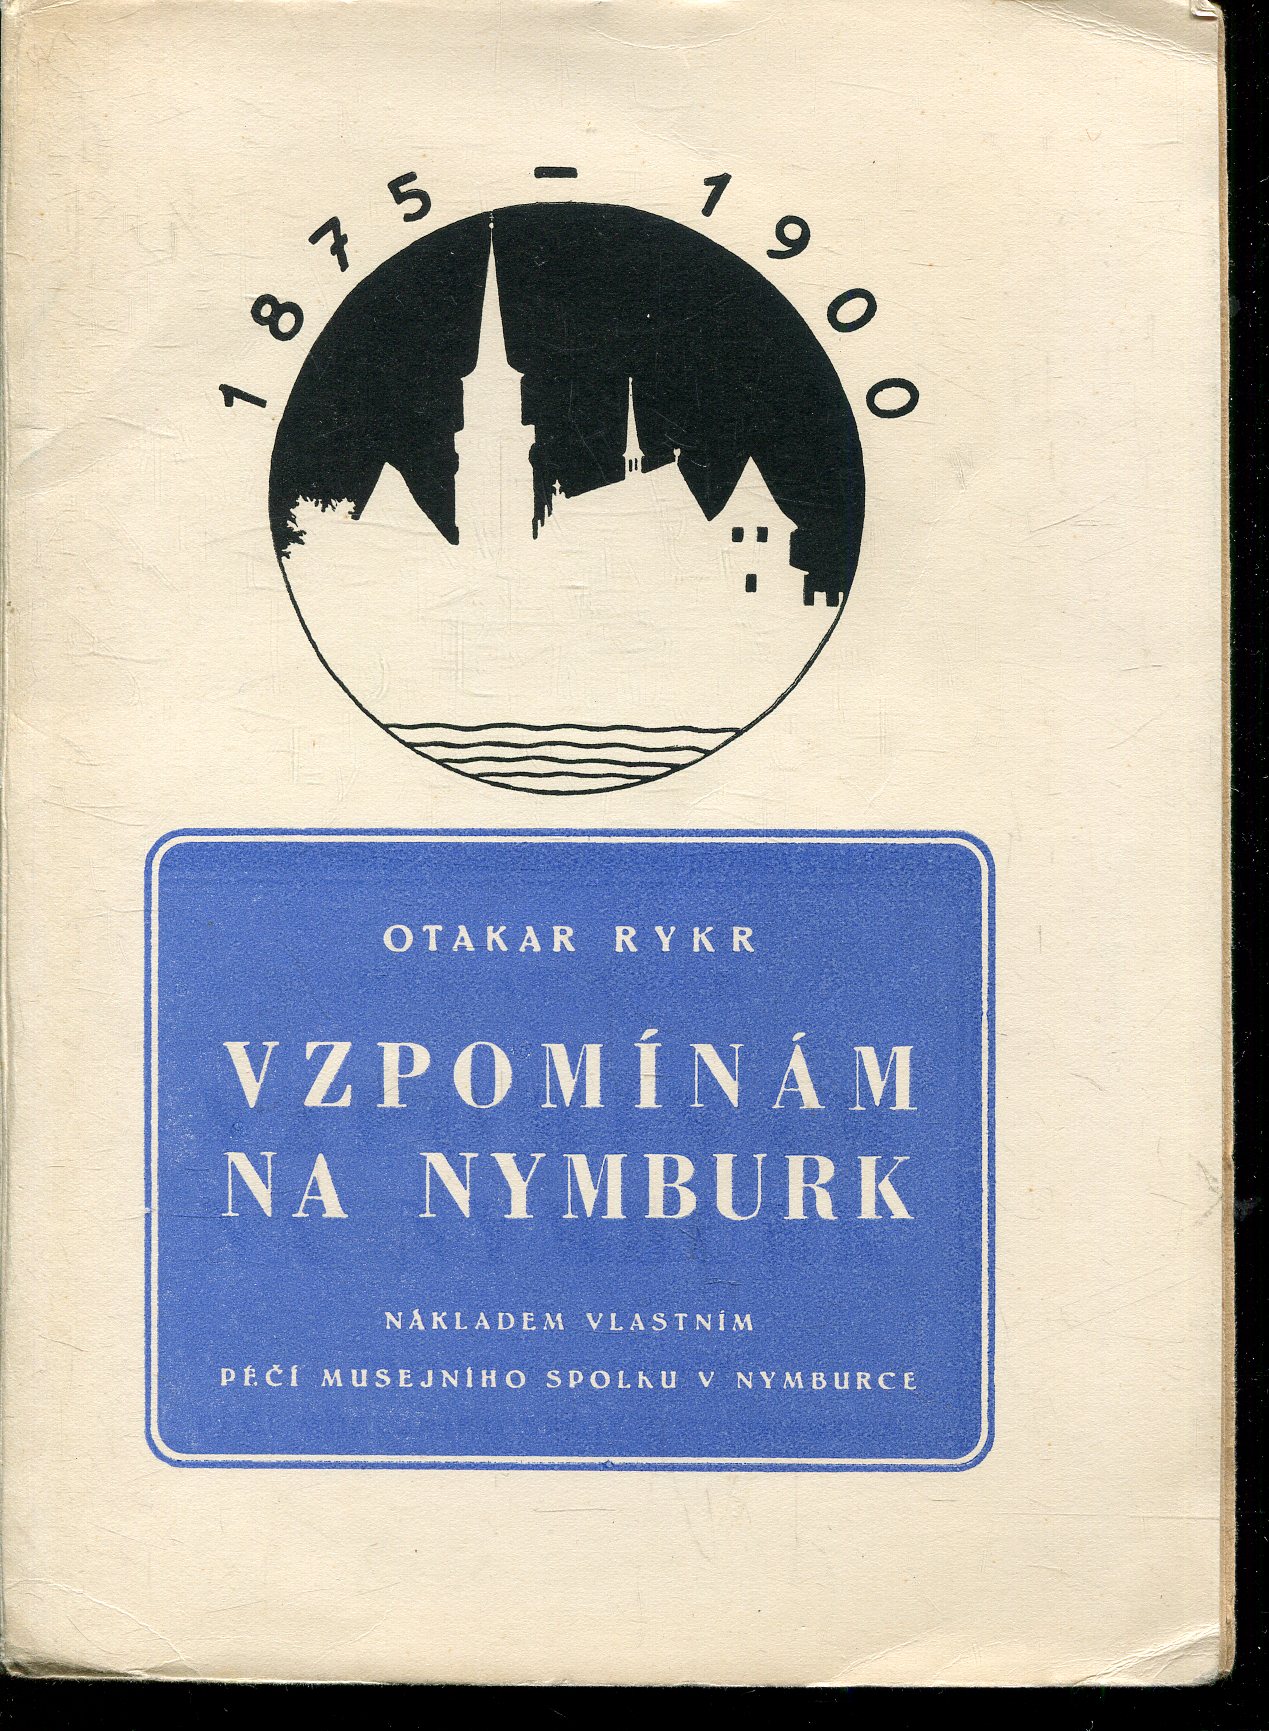 1875-1900
OTAKAR RYKR
VZPOMÍNÁM
NA NYMBURK
NÁKLADEM VLASTNÍM
PÉČÍ MUSEJNÍHO SPOLKU V NYMBURCE